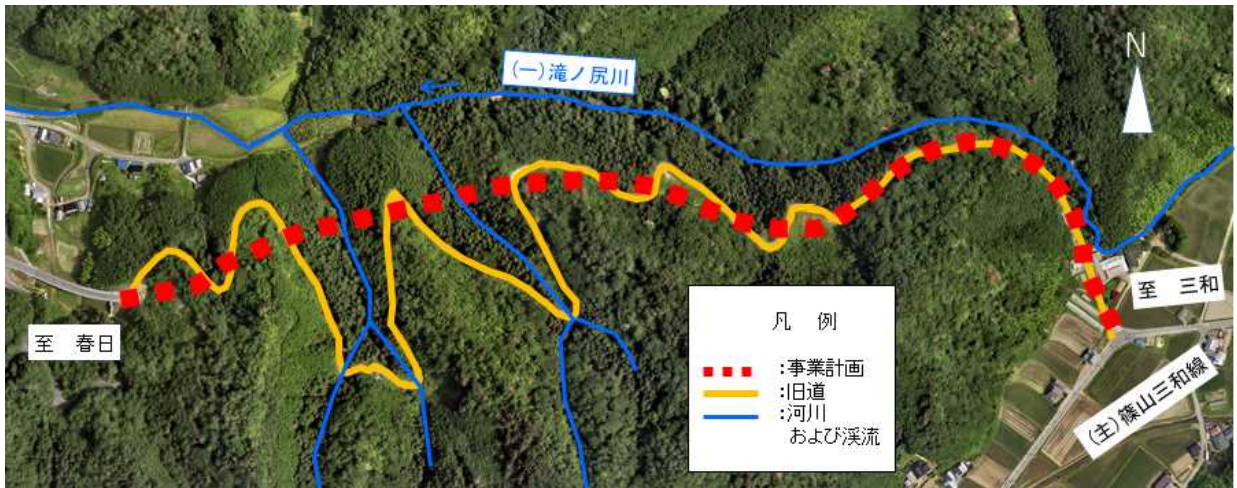 (一)滝ノ尻川
N
至 三和
至 春日
凡 例
:事業計画
:旧道
:河川
および渓流
(主)篠山三和線